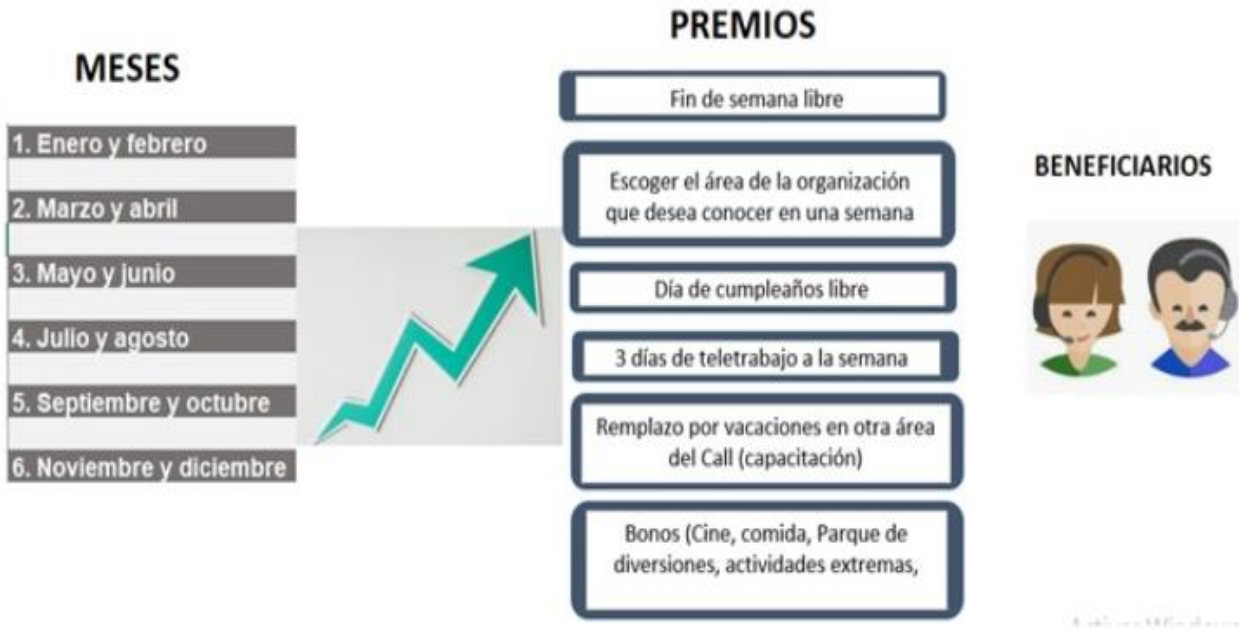 MESES
1. Enero y febrero
2. Marzo y abril
3. Mayo y junio
4. Julio y agosto
5. Septiembre y octubre
6. Noviembre y diciembre
PREMIOS
Fin de semana libre
Escoger el área de la organización
que desea conocer en una semana
Día de cumpleaños libre
3 días de teletrabajo a la semana
Remplazo por vacaciones en otra área
del Call (capacitación)
Bonos (Cine, comida, Parque de
diversiones, actividades extremas,
BENEFICIARIOS